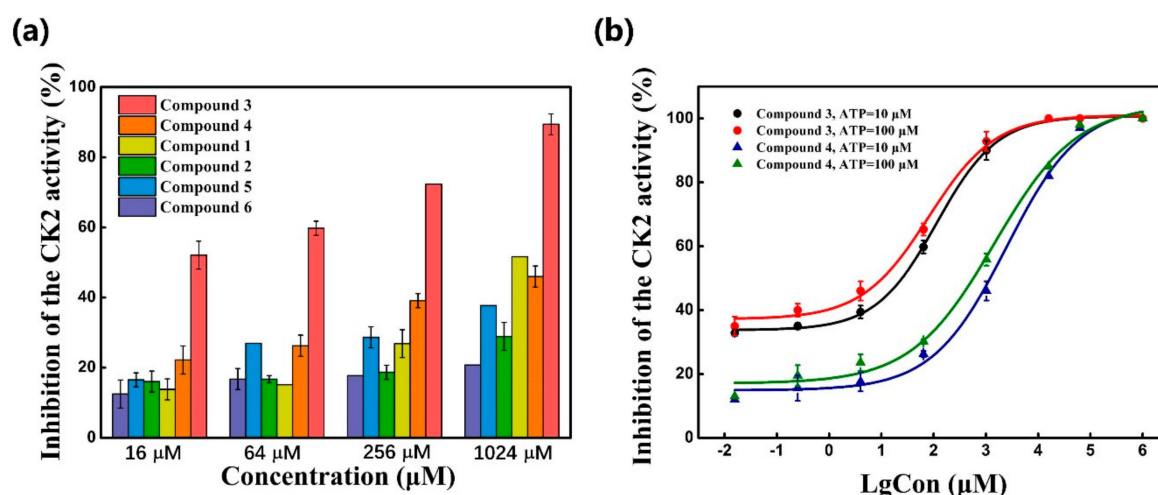 (a)
Inhibition of the CK2 activity (%)
100
80
60
40
20
0
Compound 3
Compound 4
Compound 1
Compound 2
Compound 5
Compound 6
16 μM
64 μM
256 μM
1024 μM
Concentration (μM)
(b)
Inhibition of the CK2 activity (%)
100
80
60
40
20
0
Compound 3, ATP=10 μM
Compound 3, ATP=100 μM
Compound 4, ATP=10 μM
Compound 4, ATP=100 μM
-2
-1
0
1
2
3
4
5
6
LgCon (μM)